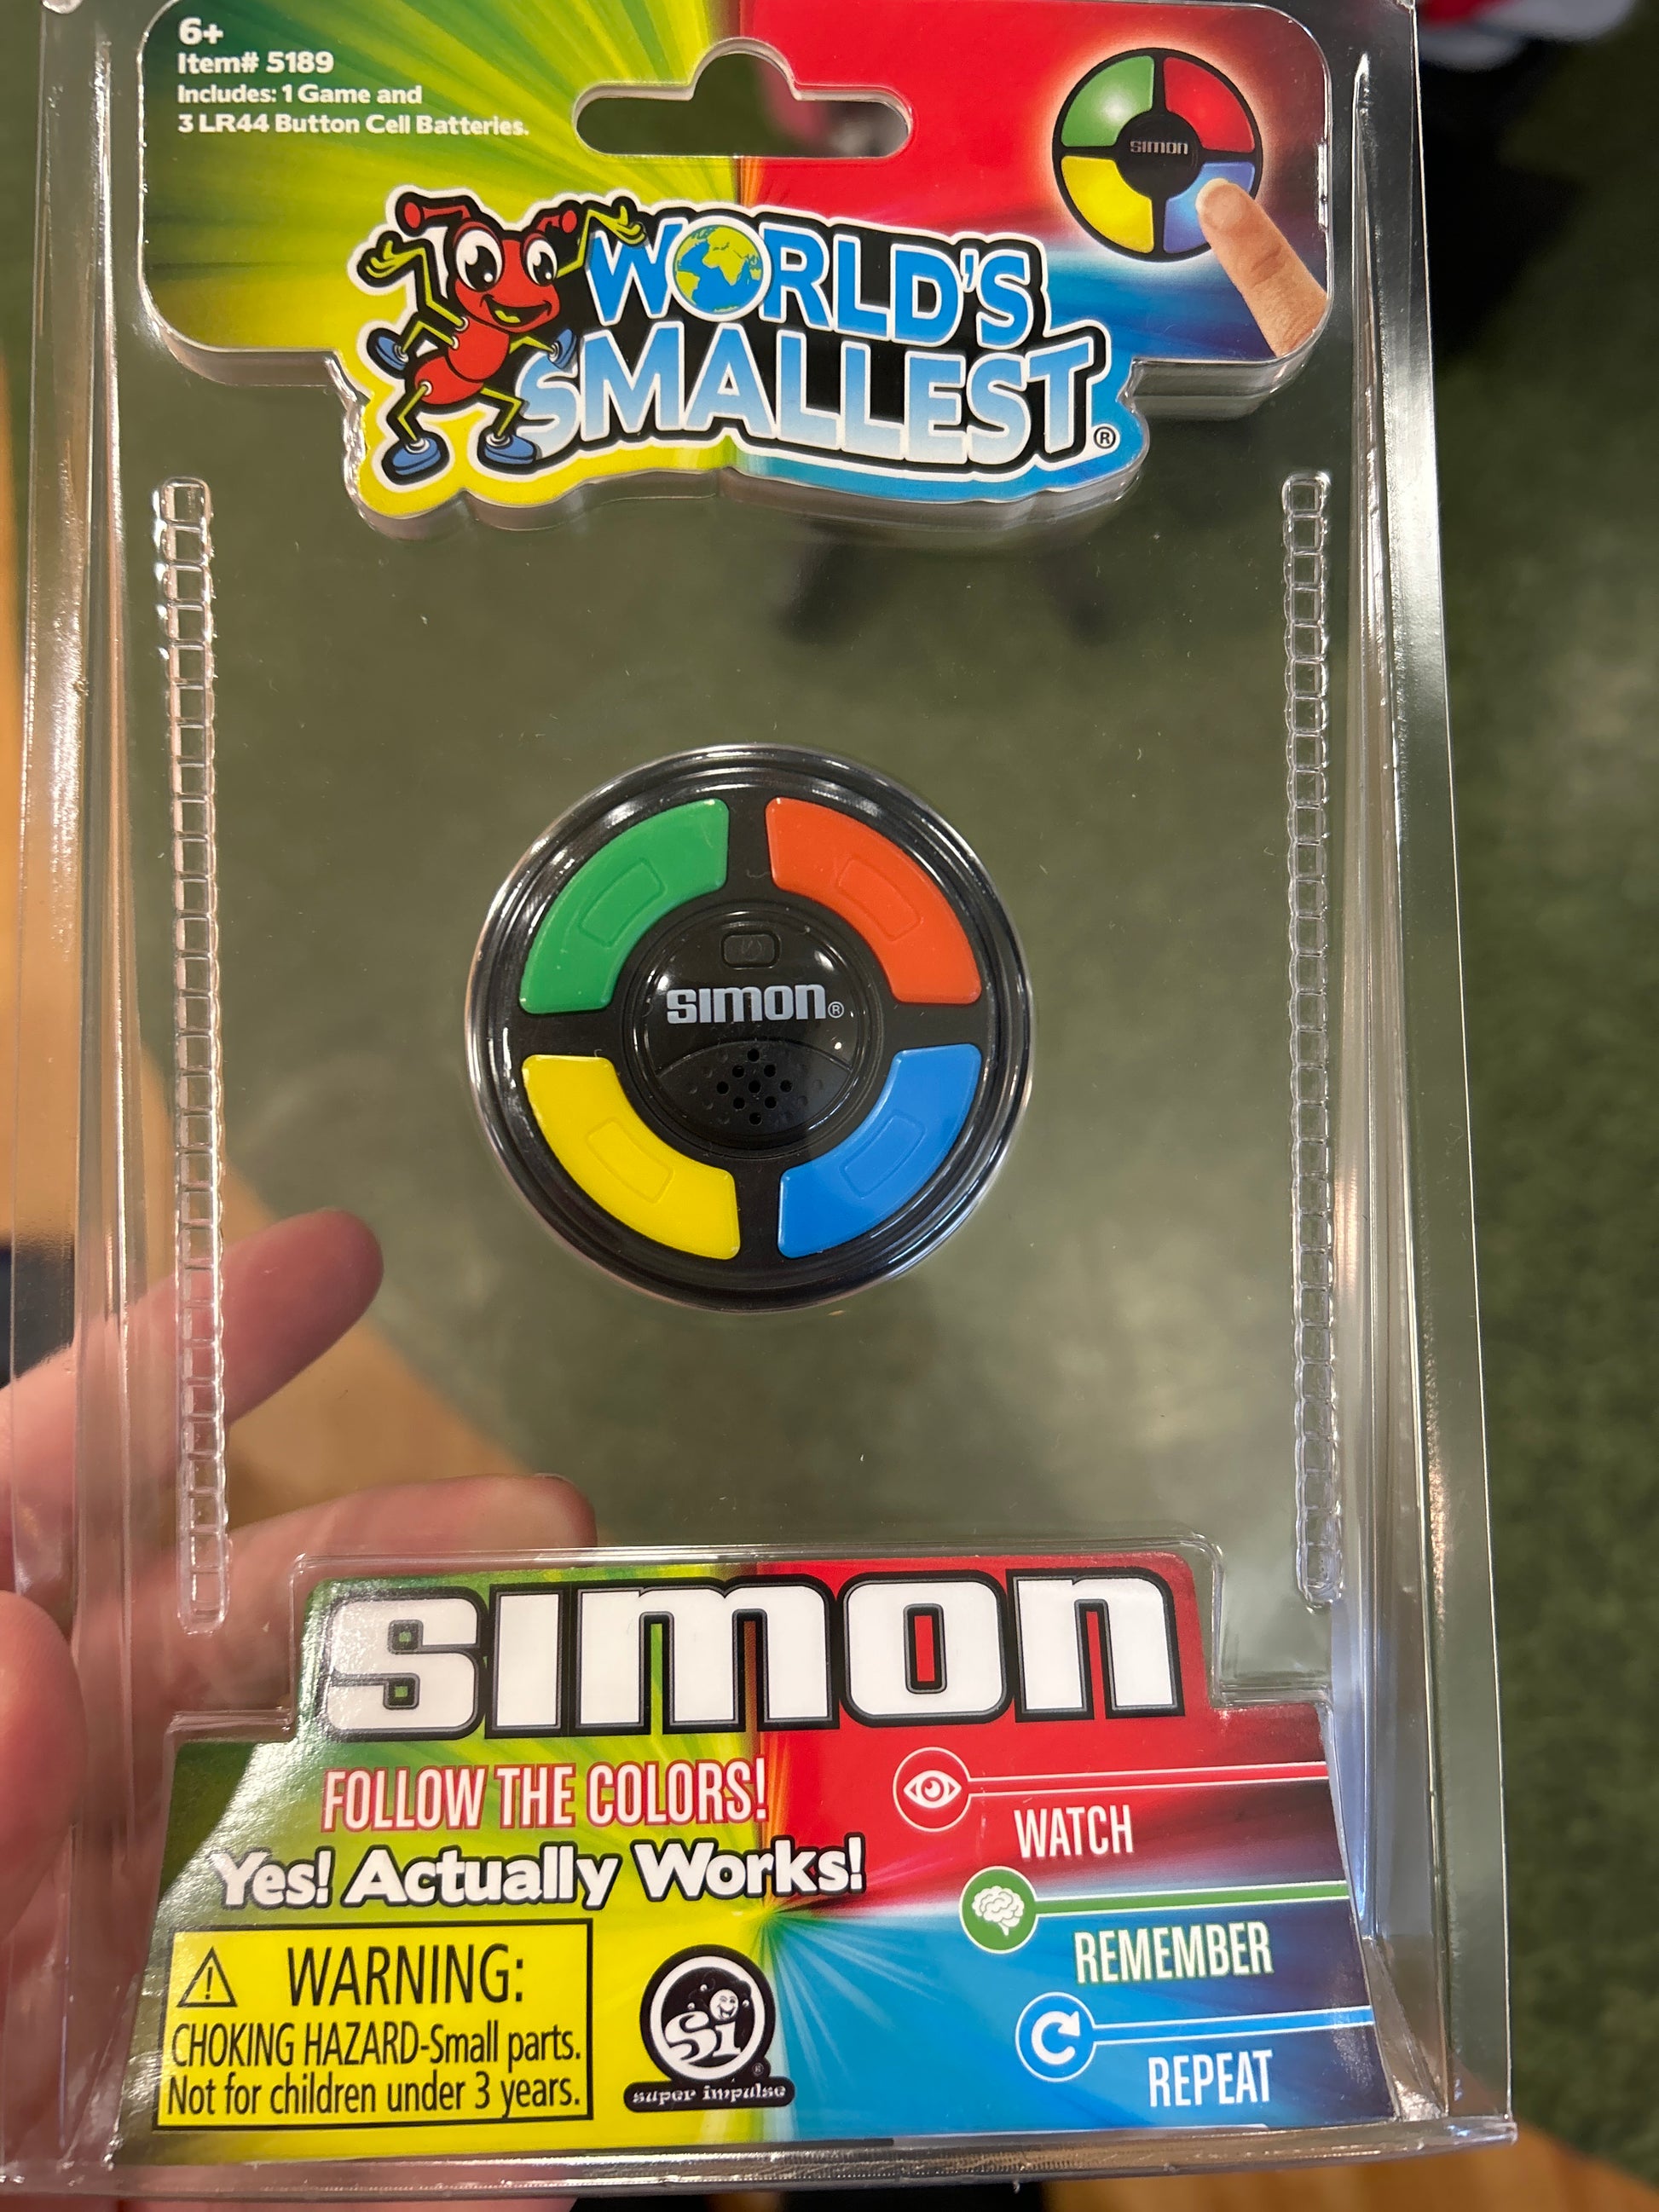 6+
Item# 5189
Includes: 1 Game and
3 LR44 Button Cell Batteries.
simon
WORLD'S
SMALLEST®
simon®
simon
FOLLOW THE COLORS!
Yes! Actually Works!
WATCH
REMEMBER
REPEAT
WARNING:
CHOKING HAZARD-Small parts.
Not for children under 3 years.
Si®
super impulse